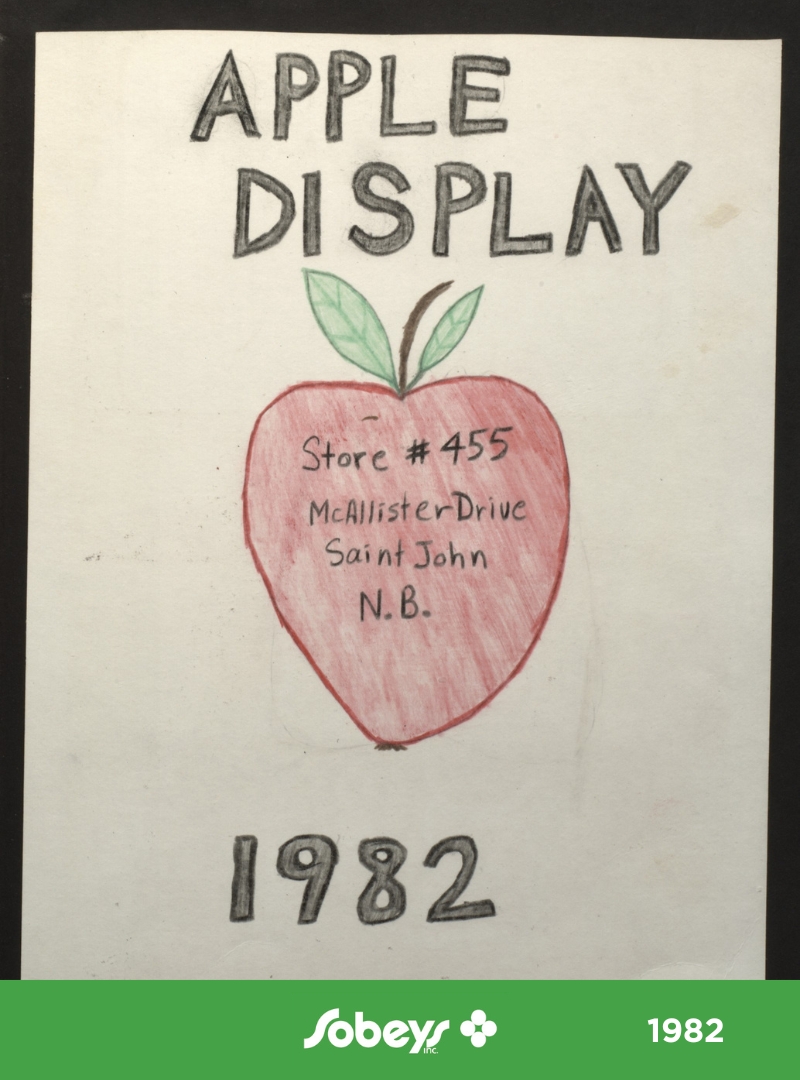 APPLE
DISPLAY
Store # 455
McAllister Drive
Saint John
N.B.
1982
Sobeys inc.
1982